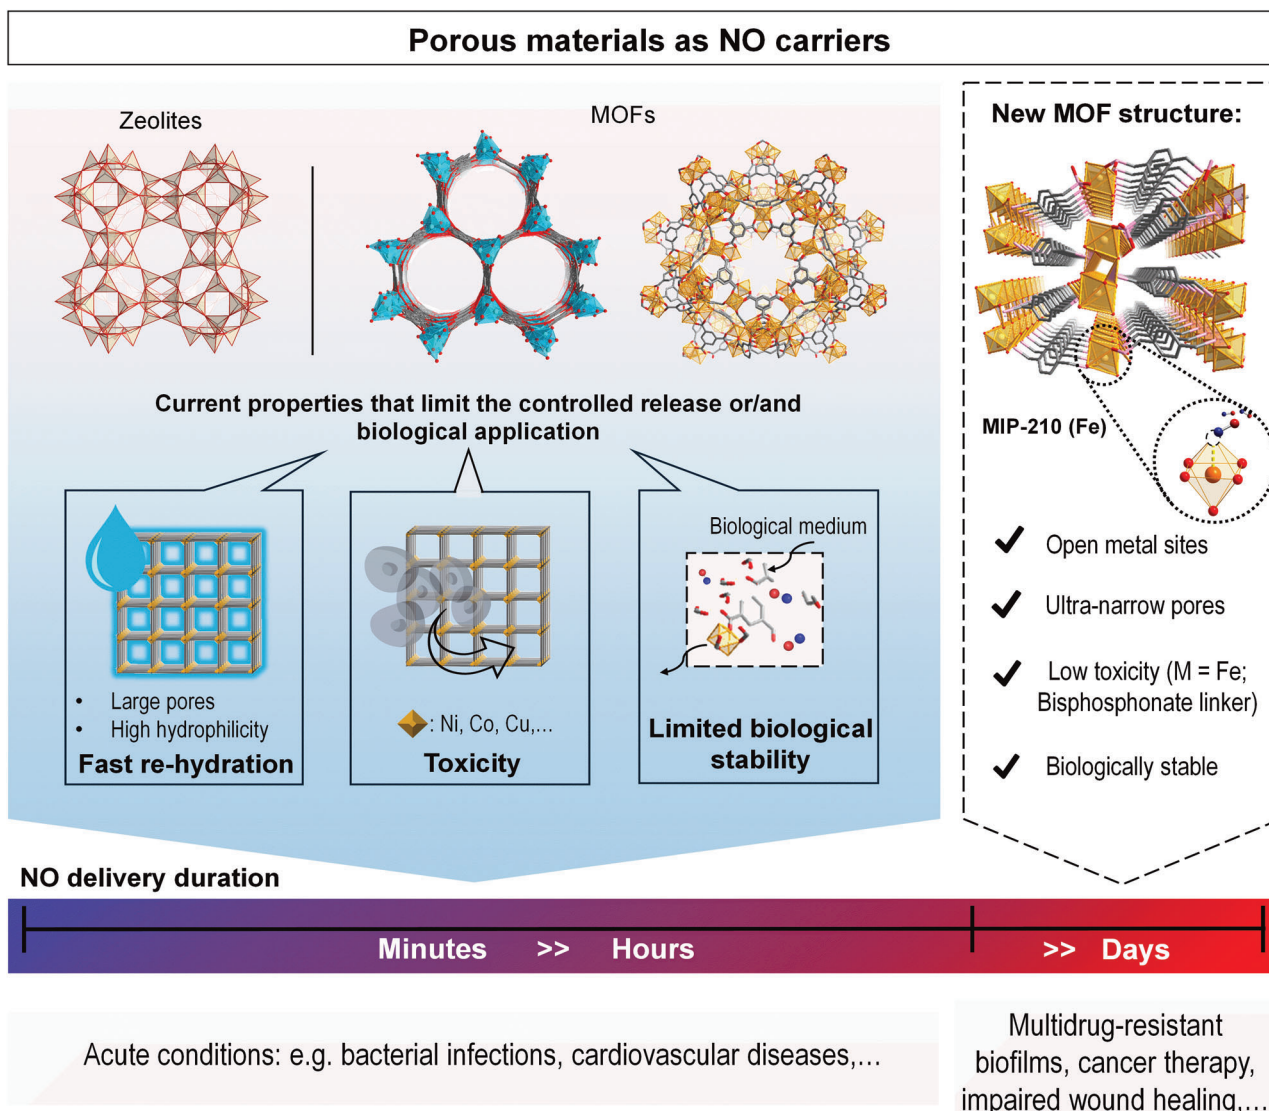 Porous materials as NO carriers
Zeolites
MOFs
Current properties that limit the controlled release or/and
biological application
• Large pores
• High hydrophilicity
Fast re-hydration
: Ni, Co, Cu,...
Toxicity
Biological medium
Limited biological
stability
New MOF structure:
MIP-210 (Fe)
Open metal sites
Ultra-narrow pores
Low toxicity (M = Fe;
Bisphosphonate linker)
Biologically stable
NO delivery duration
Minutes >> Hours >> Days
Acute conditions: e.g. bacterial infections, cardiovascular diseases,...
Multidrug-resistant
biofilms, cancer therapy,
impaired wound healing,...